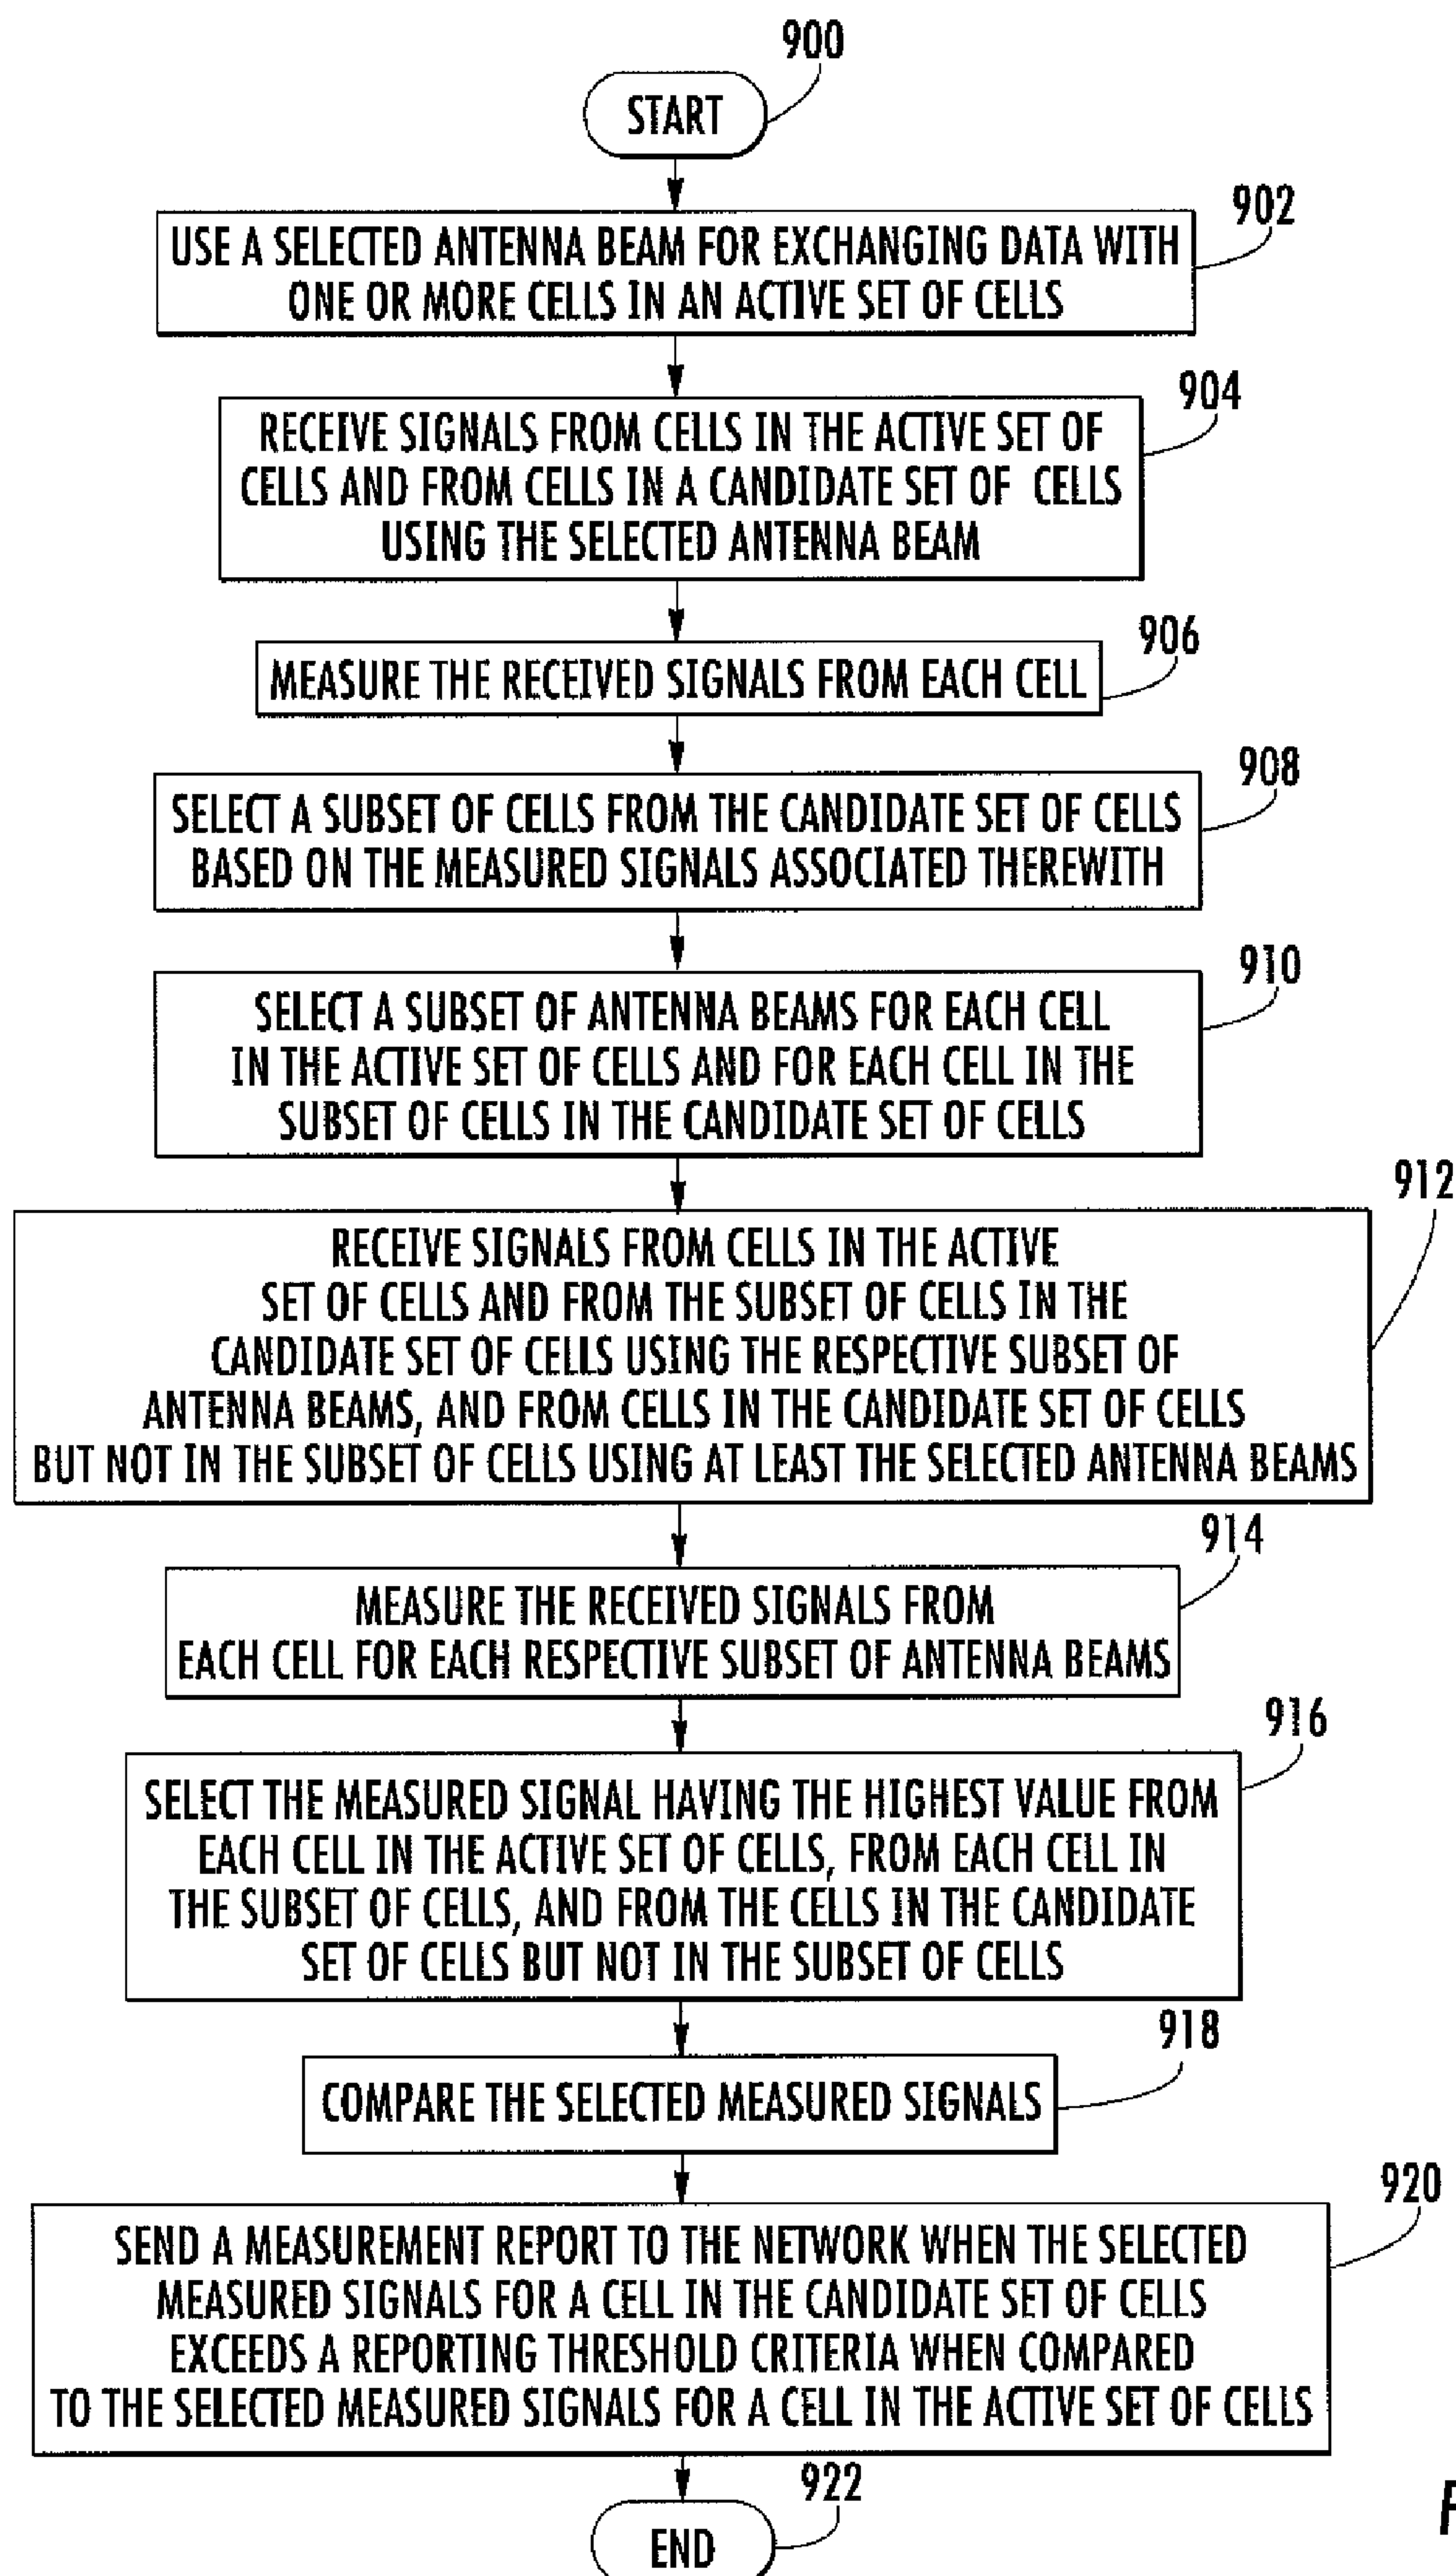 900
START
902
USE A SELECTED ANTENNA BEAM FOR EXCHANGING DATA WITH
ONE OR MORE CELLS IN AN ACTIVE SET OF CELLS
904
RECEIVE SIGNALS FROM CELLS IN THE ACTIVE SET OF
CELLS AND FROM CELLS IN A CANDIDATE SET OF CELLS
USING THE SELECTED ANTENNA BEAM
906
MEASURE THE RECEIVED SIGNALS FROM EACH CELL
908
SELECT A SUBSET OF CELLS FROM THE CANDIDATE SET OF CELLS
BASED ON THE MEASURED SIGNALS ASSOCIATED THEREWITH
910
SELECT A SUBSET OF ANTENNA BEAMS FOR EACH CELL
IN THE ACTIVE SET OF CELLS AND FOR EACH CELL IN THE
SUBSET OF CELLS IN THE CANDIDATE SET OF CELLS
912
RECEIVE SIGNALS FROM CELLS IN THE ACTIVE
SET OF CELLS AND FROM THE SUBSET OF CELLS IN THE
CANDIDATE SET OF CELLS USING THE RESPECTIVE SUBSET OF
ANTENNA BEAMS, AND FROM CELLS IN THE CANDIDATE SET OF CELLS
BUT NOT IN THE SUBSET OF CELLS USING AT LEAST THE SELECTED ANTENNA BEAMS
914
MEASURE THE RECEIVED SIGNALS FROM
EACH CELL FOR EACH RESPECTIVE SUBSET OF ANTENNA BEAMS
916
SELECT THE MEASURED SIGNAL HAVING THE HIGHEST VALUE FROM
EACH CELL IN THE ACTIVE SET OF CELLS, FROM EACH CELL IN
THE SUBSET OF CELLS, AND FROM THE CELLS IN THE CANDIDATE
SET OF CELLS BUT NOT IN THE SUBSET OF CELLS
918
COMPARE THE SELECTED MEASURED SIGNALS
920
SEND A MEASUREMENT REPORT TO THE NETWORK WHEN THE SELECTED
MEASURED SIGNALS FOR A CELL IN THE CANDIDATE SET OF CELLS
EXCEEDS A REPORTING THRESHOLD CRITERIA WHEN COMPARED
TO THE SELECTED MEASURED SIGNALS FOR A CELL IN THE ACTIVE SET OF CELLS
922
END